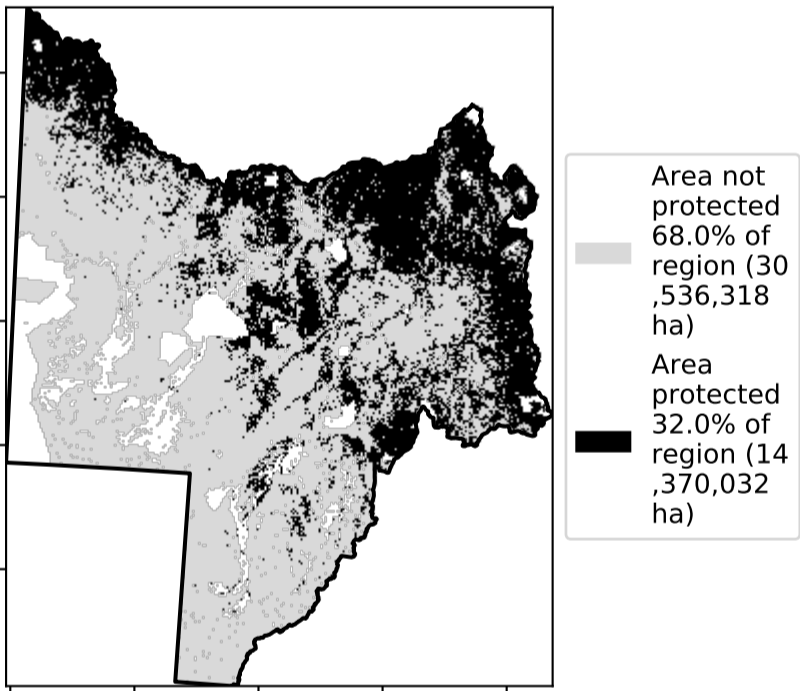 Area not
protected
68.0% of
region (30
,536,318
ha)
Area
protected
32.0% of
region (14
,370,032
ha)